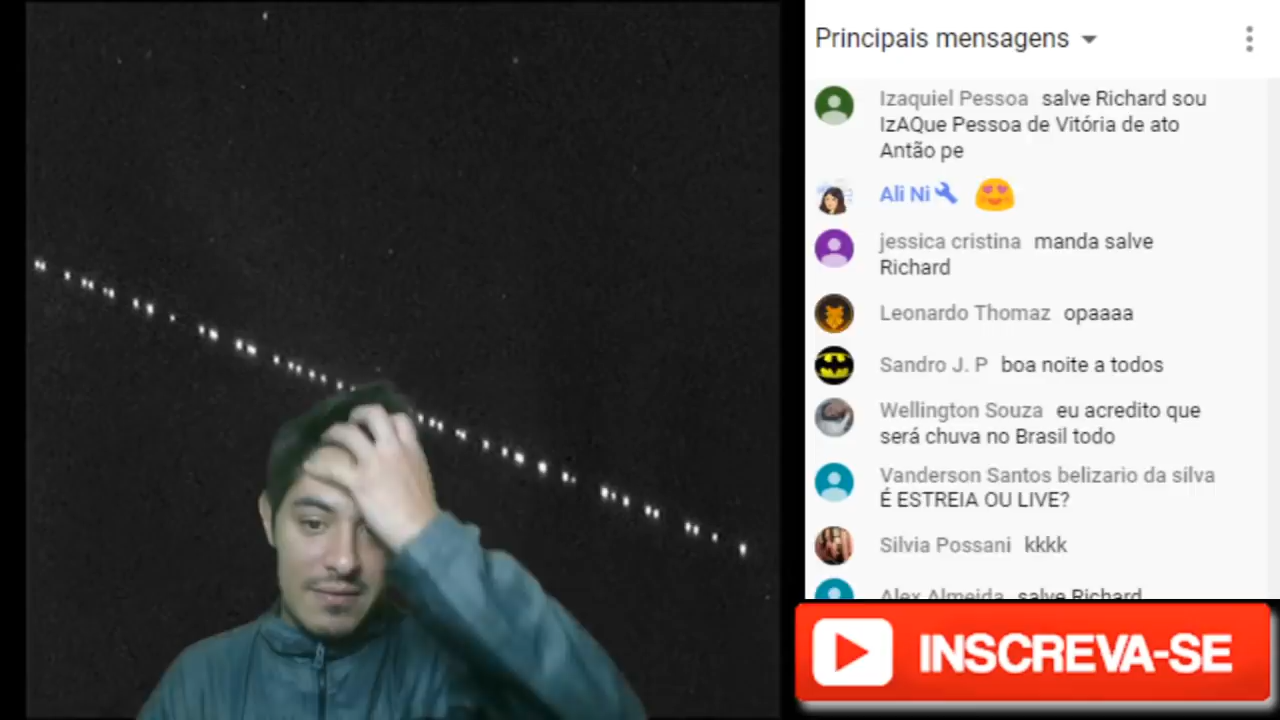 Principais mensagens
Izaquiel Pessoa salve Richard sou
IzAQue Pessoa de Vitória de ato
Antão pe
Ali Ni
jessica cristina manda salve
Richard
Leonardo Thomaz opaaaa
Sandro J. P boa noite a todos
Wellington Souza eu acredito que
será chuva no Brasil todo
Vanderson Santos belizario da silva
É ESTREIA OU LIVE?
Silvia Possani kkkk
Alex Almeida salve Richard
INSCREVA-SE